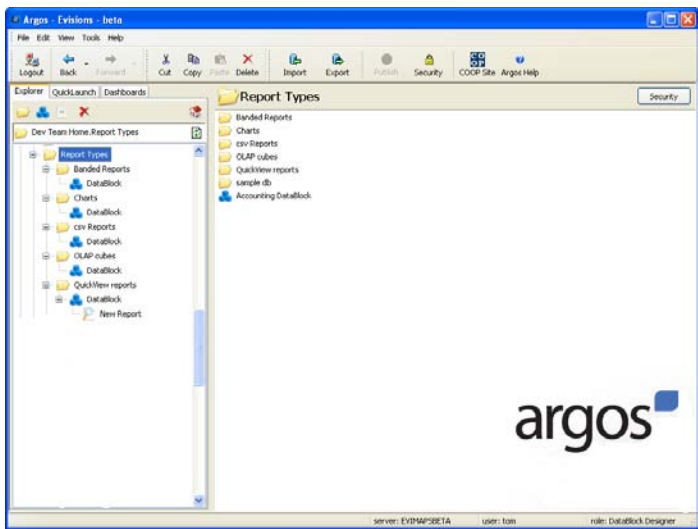 Argos - Evisions - beta
File Edit View Tools Help
Logout Back Forward Cut Copy Paste Delete Import Export Publish Security COOP Site Argos Help
Explorer QuickLaunch Dashboards
Report Types
Security
Dev Team Home.Report Types
Report Types
Banded Reports
DataBlock
Charts
DataBlock
csv Reports
DataBlock
OLAP cubes
DataBlock
QuickView reports
DataBlock
New Report
Banded Reports
Charts
csv Reports
OLAP cubes
QuickView reports
sample db
Accounting DataBlock
argos
server: EVIMAPSBETA user: tom role: DataBlock Designer